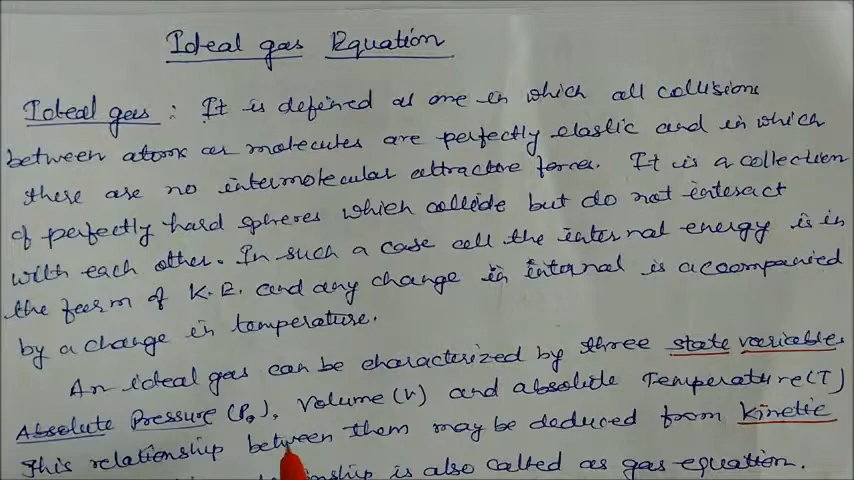 Ideal gas Equation
Ideal gas : It is defined as one in which all collisions
between atoms or molecules are perfectly elastic and in which
there are no intermolecular attractive forces. It is a collection
of perfectly hard spheres which collide but do not interact
with each other. In such a case all the internal energy is in
the form of K.E. and any change in internal is accompanied
by a change in temperature.
An ideal gas can be characterized by three state variables
Absolute Pressure (P), Volume (V) and absolute Temperature (T)
This relationship between them may be deduced from kinetic
is also called as gas equation.